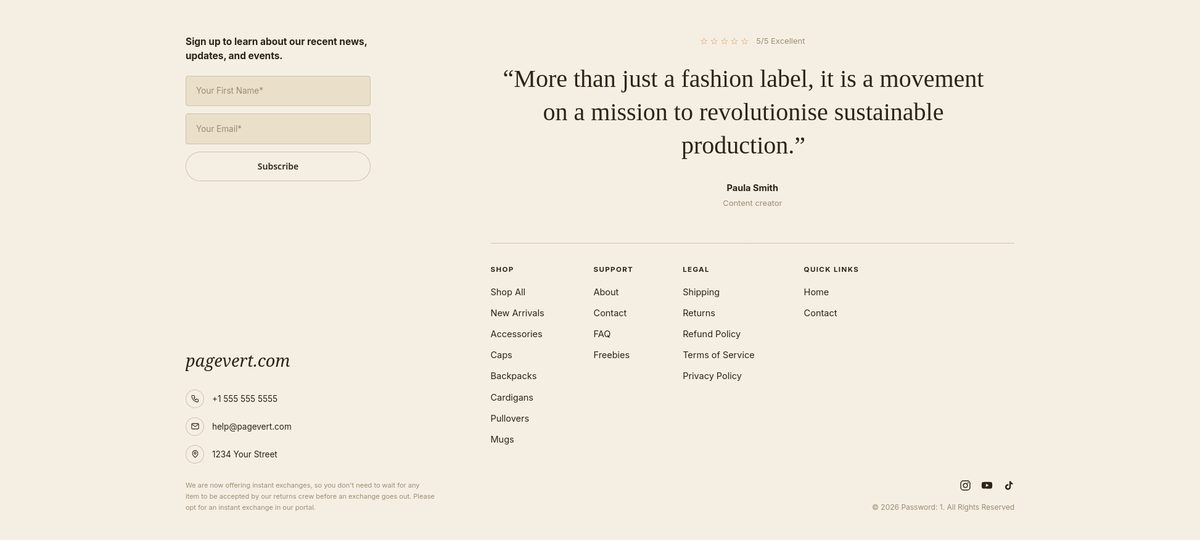 Sign up to learn about our recent news,
updates, and events.
Your First Name*
Your Email*
Subscribe
pagevert.com
+1 555 555 5555
help@pagevert.com
1234 Your Street
We are now offering instant exchanges, so you don't need to wait for any
item to be accepted by our returns crew before an exchange goes out. Please
opt for an instant exchange in our portal.
5/5 Excellent
“More than just a fashion label, it is a movement
on a mission to revolutionise sustainable
production.”
Paula Smith
Content creator
SHOP
Shop All
New Arrivals
Accessories
Caps
Backpacks
Cardigans
Pullovers
Mugs
SUPPORT
About
Contact
FAQ
Freebies
LEGAL
Shipping
Returns
Refund Policy
Terms of Service
Privacy Policy
QUICK LINKS
Home
Contact
© 2026 Password: 1. All Rights Reserved